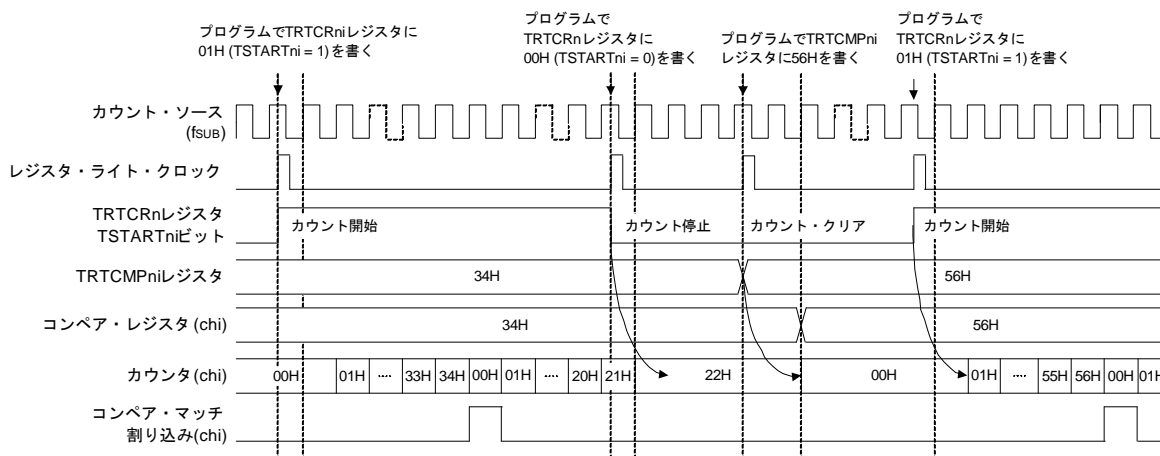 プログラムでTRTCRniレジスタに
01H (TSTARTni = 1)を書く
プログラムで
TRTCRnレジスタに
00H (TSTARTni = 0)を書く
プログラムでTRTCMPni
レジスタに56Hを書く
プログラムで
TRTCRnレジスタに
01H (TSTARTni = 1)を書く
カウント・ソース
(fSUB)
レジスタ・ライト・クロック
TRTCRnレジスタ
TSTARTniビット
カウント開始
カウント停止
カウント・クリア
カウント開始
TRTCMPniレジスタ
34H
56H
コンペア・レジスタ(chi)
34H
56H
カウンタ(chi)
00H 01H ···· 33H 34H 00H 01H ···· 20H 21H 22H 00H 01H ···· 55H 56H 00H 01H
コンペア・マッチ
割り込み(chi)